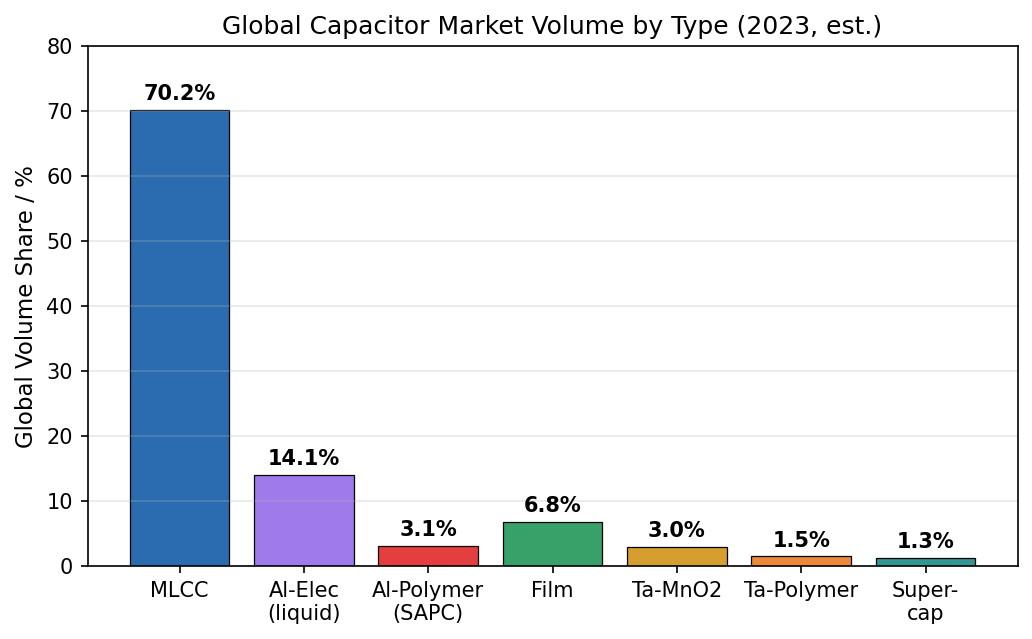 Global Capacitor Market Volume by Type (2023, est.)
Global Volume Share / %
80
70
60
50
40
30
20
10
0
70.2%
14.1%
3.1%
6.8%
3.0%
1.5%
1.3%
MLCC
Al-Elec
(liquid)
Al-Polymer
(SAPC)
Film
Ta-MnO2
Ta-Polymer
Super-
cap